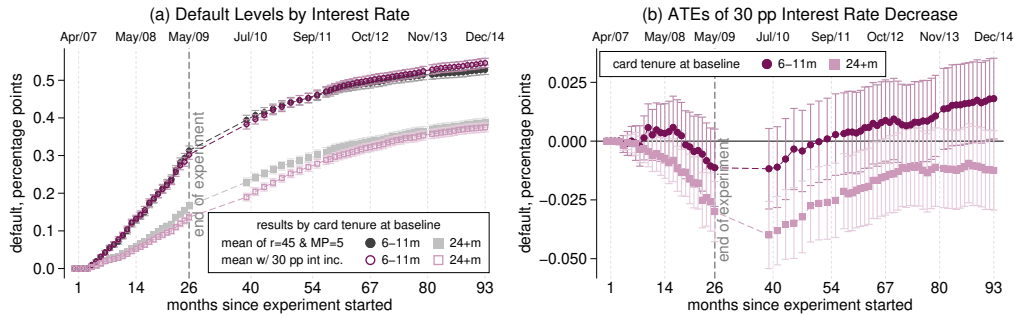 (a) Default Levels by Interest Rate
Apr/07 May/08 May/09 Jul/10 Sep/11 Oct/12 Nov/13 Dec/14
default, percentage points
0.5
0.4
0.3
0.2
0.1
0.0
end of experiment
results by card tenure at baseline
mean of r=45 & MP=5 6−11m 24+m
mean w/ 30 pp int inc. 6−11m 24+m
1 14 26 40 54 67 80 93
months since experiment started
(b) ATEs of 30 pp Interest Rate Decrease
Apr/07 May/08 May/09 Jul/10 Sep/11 Oct/12 Nov/13 Dec/14
default, percentage points
card tenure at baseline 6−11m 24+m
0.025
0.000
−0.025
−0.050
end of experiment
1 14 26 40 54 67 80 93
months since experiment started